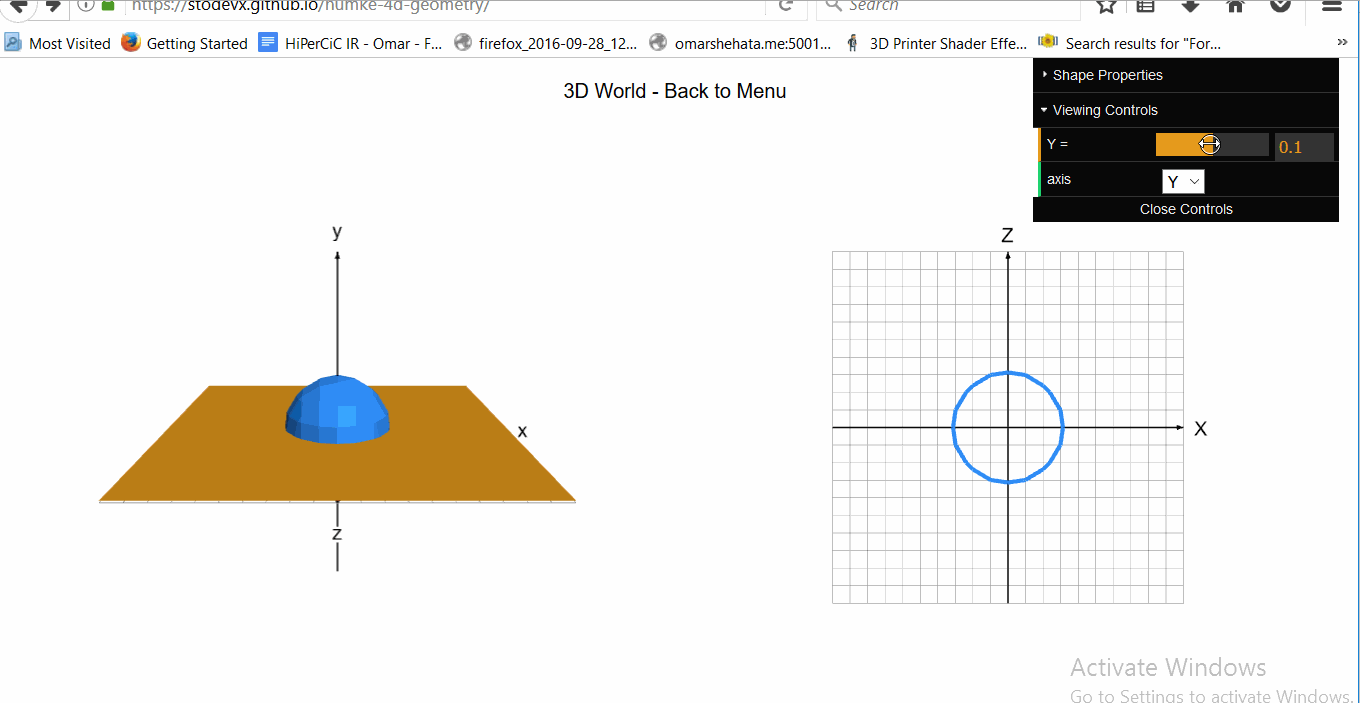 https://stodevx.github.io/humke-4d-geometry/
Search
Most Visited
Getting Started
HiPerCiC IR - Omar - F...
firefox_2016-09-28_12...
omarshehata.me:5001...
3D Printer Shader Effe...
Search results for "For...
»
3D World - Back to Menu
Shape Properties
Viewing Controls
Y =
0.1
axis
Y
Close Controls
y
x
z
Z
X
Activate Windows
Go to Settings to activate Windows.